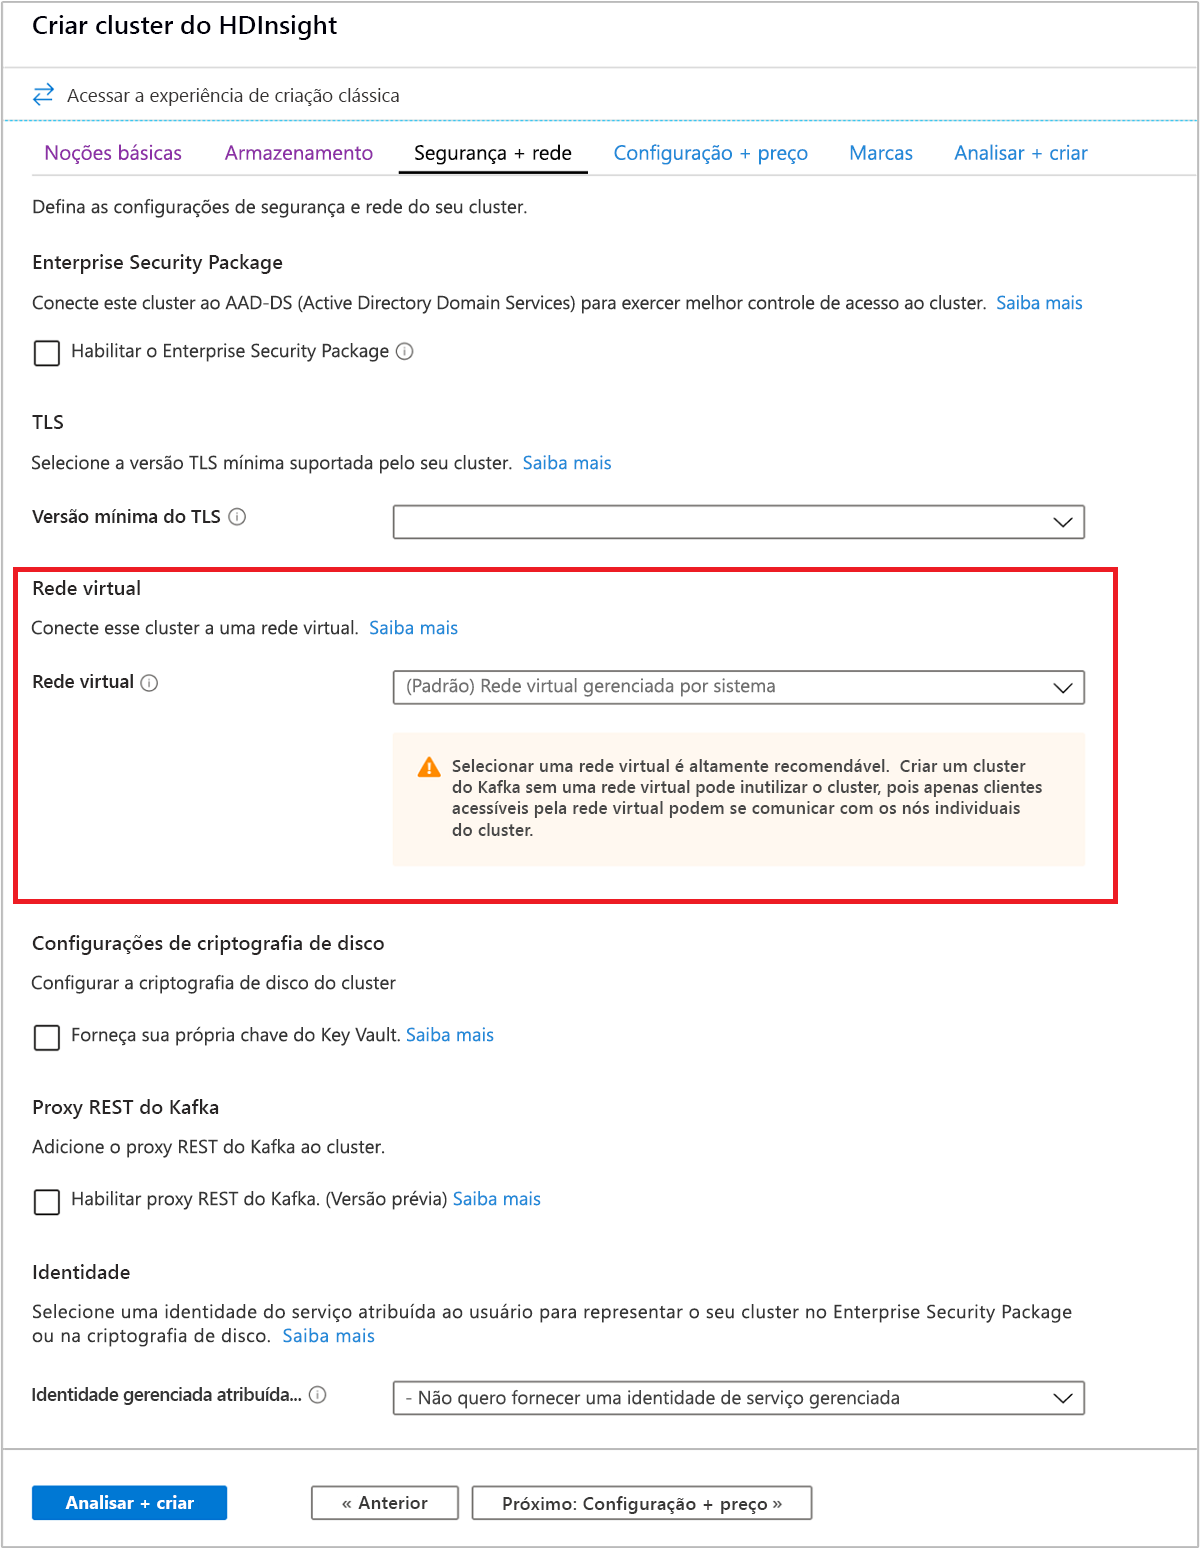 Criar cluster do HDInsight
Acessar a experiência de criação clássica
Noções básicas Armazenamento Segurança + rede Configuração + preço Marcas Analisar + criar
Defina as configurações de segurança e rede do seu cluster.
Enterprise Security Package
Conecte este cluster ao AAD-DS (Active Directory Domain Services) para exercer melhor controle de acesso ao cluster. Saiba mais
Habilitar o Enterprise Security Package
TLS
Selecione a versão TLS mínima suportada pelo seu cluster. Saiba mais
Versão mínima do TLS
Rede virtual
Conecte esse cluster a uma rede virtual. Saiba mais
Rede virtual (Padrão) Rede virtual gerenciada por sistema
Selecionar uma rede virtual é altamente recomendável. Criar um cluster
do Kafka sem uma rede virtual pode inutilizar o cluster, pois apenas clientes
acessíveis pela rede virtual podem se comunicar com os nós individuais
do cluster.
Configurações de criptografia de disco
Configurar a criptografia de disco do cluster
Forneça sua própria chave do Key Vault. Saiba mais
Proxy REST do Kafka
Adicione o proxy REST do Kafka ao cluster.
Habilitar proxy REST do Kafka. (Versão prévia) Saiba mais
Identidade
Selecione uma identidade do serviço atribuída ao usuário para representar o seu cluster no Enterprise Security Package
ou na criptografia de disco. Saiba mais
Identidade gerenciada atribuída... - Não quero fornecer uma identidade de serviço gerenciada
Analisar + criar « Anterior Próximo: Configuração + preço »